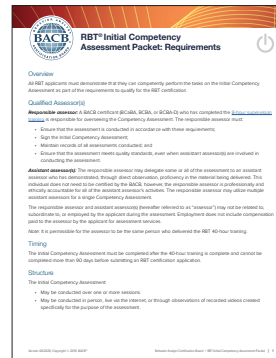 BEHAVIOR ANALYST
BACB
CERTIFICATION BOARD
RBT® Initial Competency
Assessment Packet: Requirements
Overview
All RBT applicants must demonstrate that they can competently perform the tasks on the Initial Competency
Assessment as part of the requirements to qualify for the RBT certification.
Qualified Assessor(s)
Responsible assessor: A BACB certificant (BCaBA, BCBA, or BCBA-D) who has completed the 8-hour supervision
training is responsible for overseeing the Competency Assessment. The responsible assessor must:
• Ensure that the assessment is conducted in accordance with these requirements;
• Sign the Initial Competency Assessment;
• Maintain records of all assessments conducted; and
• Ensure that the assessment meets quality standards, even when assistant assessor(s) are involved in
conducting the assessment.
Assistant assessor(s): The responsible assessor may delegate some or all of the assessment to an assistant
assessor who has demonstrated, through direct observation, proficiency in the material being delivered. This
individual does not need to be certified by the BACB; however, the responsible assessor is professionally and
ethically accountable for all of the assistant assessor's activities. The responsible assessor may utilize multiple
assistant assessors for a single Competency Assessment.
The responsible assessor and assistant assessor(s) (hereafter referred to as "assessor") may not be related to,
subordinate to, or employed by the applicant during the assessment. Employment does not include compensation
paid to the assessor by the applicant for assessment services.
Note: It is permissible for the assessor to be the same person who delivered the RBT 40-hour training.
Timing
The Initial Competency Assessment must be completed after the 40-hour training is complete and cannot be
completed more than 90 days before submitting an RBT certification application.
Structure
The Initial Competency Assessment:
• May be conducted over one or more sessions.
• May be conducted in person, live via the internet, or through observations of recorded videos created
specifically for the purpose of the assessment.